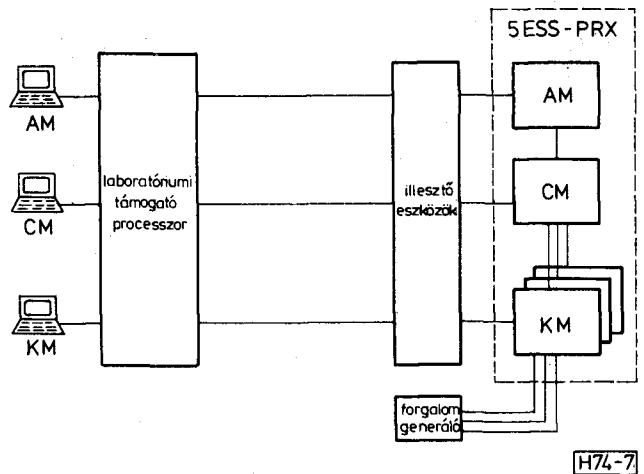 5ESS-PRX
AM
CM
KM
laboratóriumi
támogató
processzor
illesztő
eszközök
AM
CM
KM
forgalom
generáló
H74-7